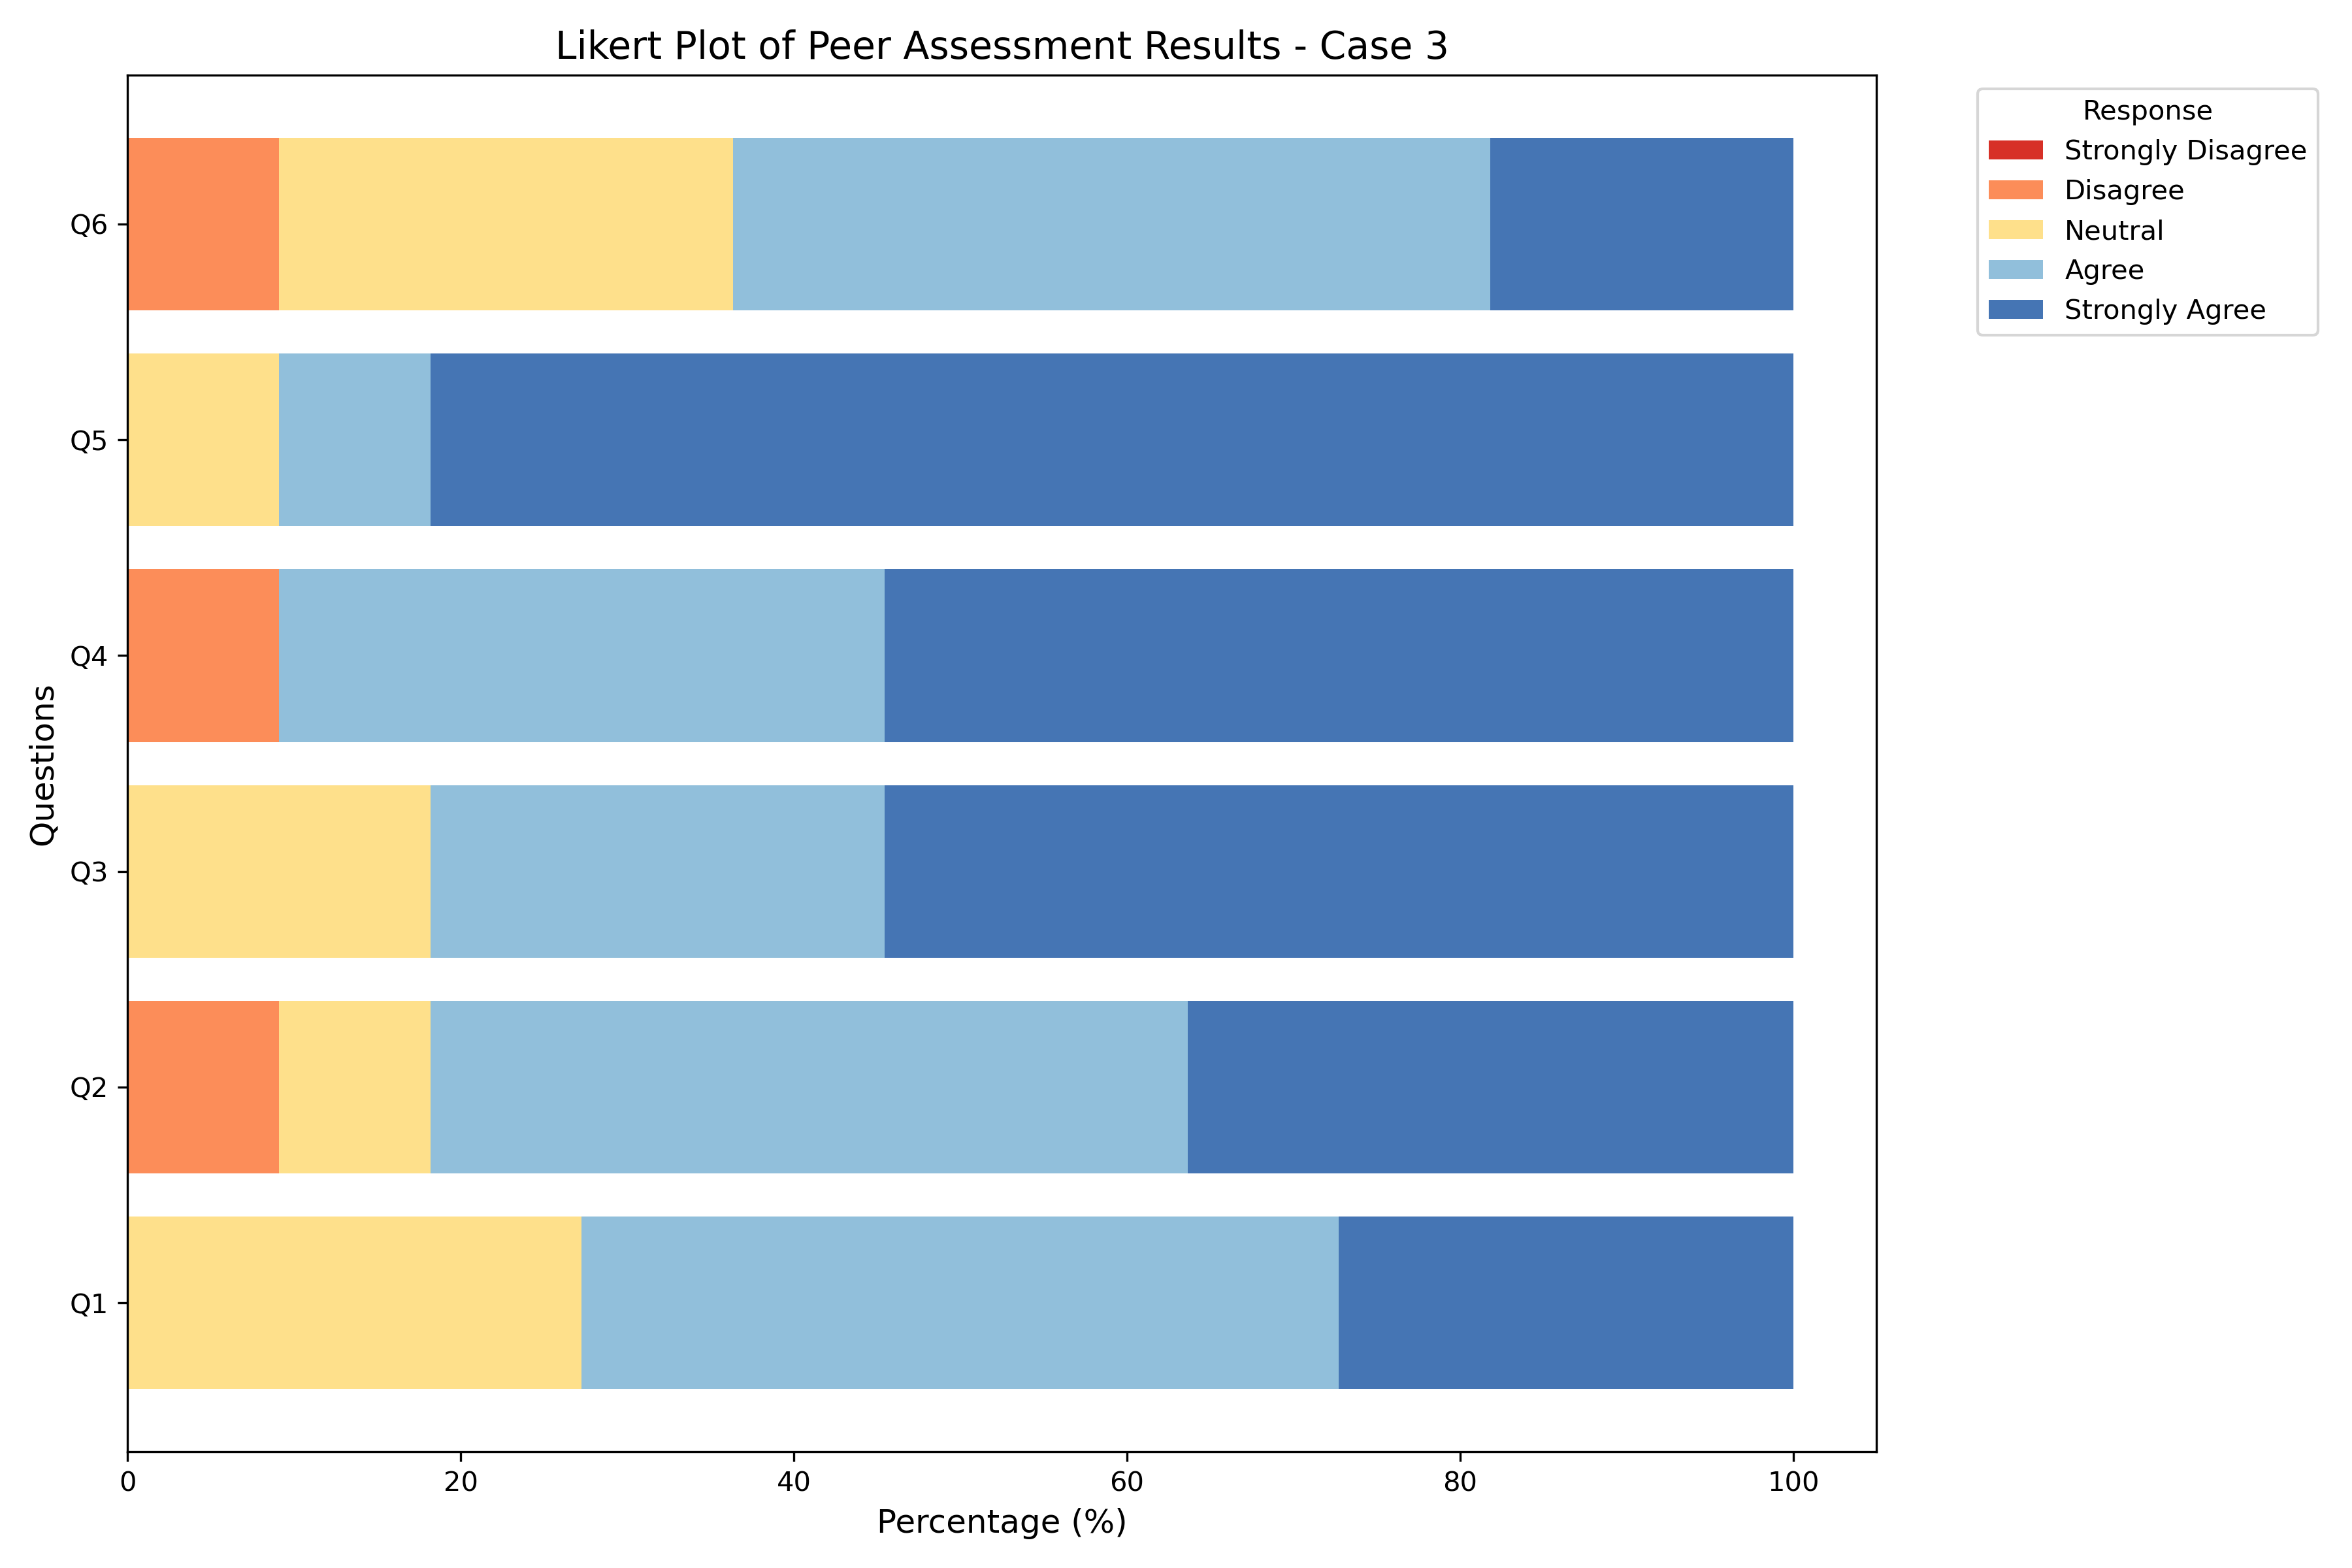 Likert Plot of Peer Assessment Results - Case 3
Response
Strongly Disagree
Disagree
Neutral
Agree
Strongly Agree
Questions
Q6
Q5
Q4
Q3
Q2
Q1
0 20 40 60 80 100
Percentage (%)